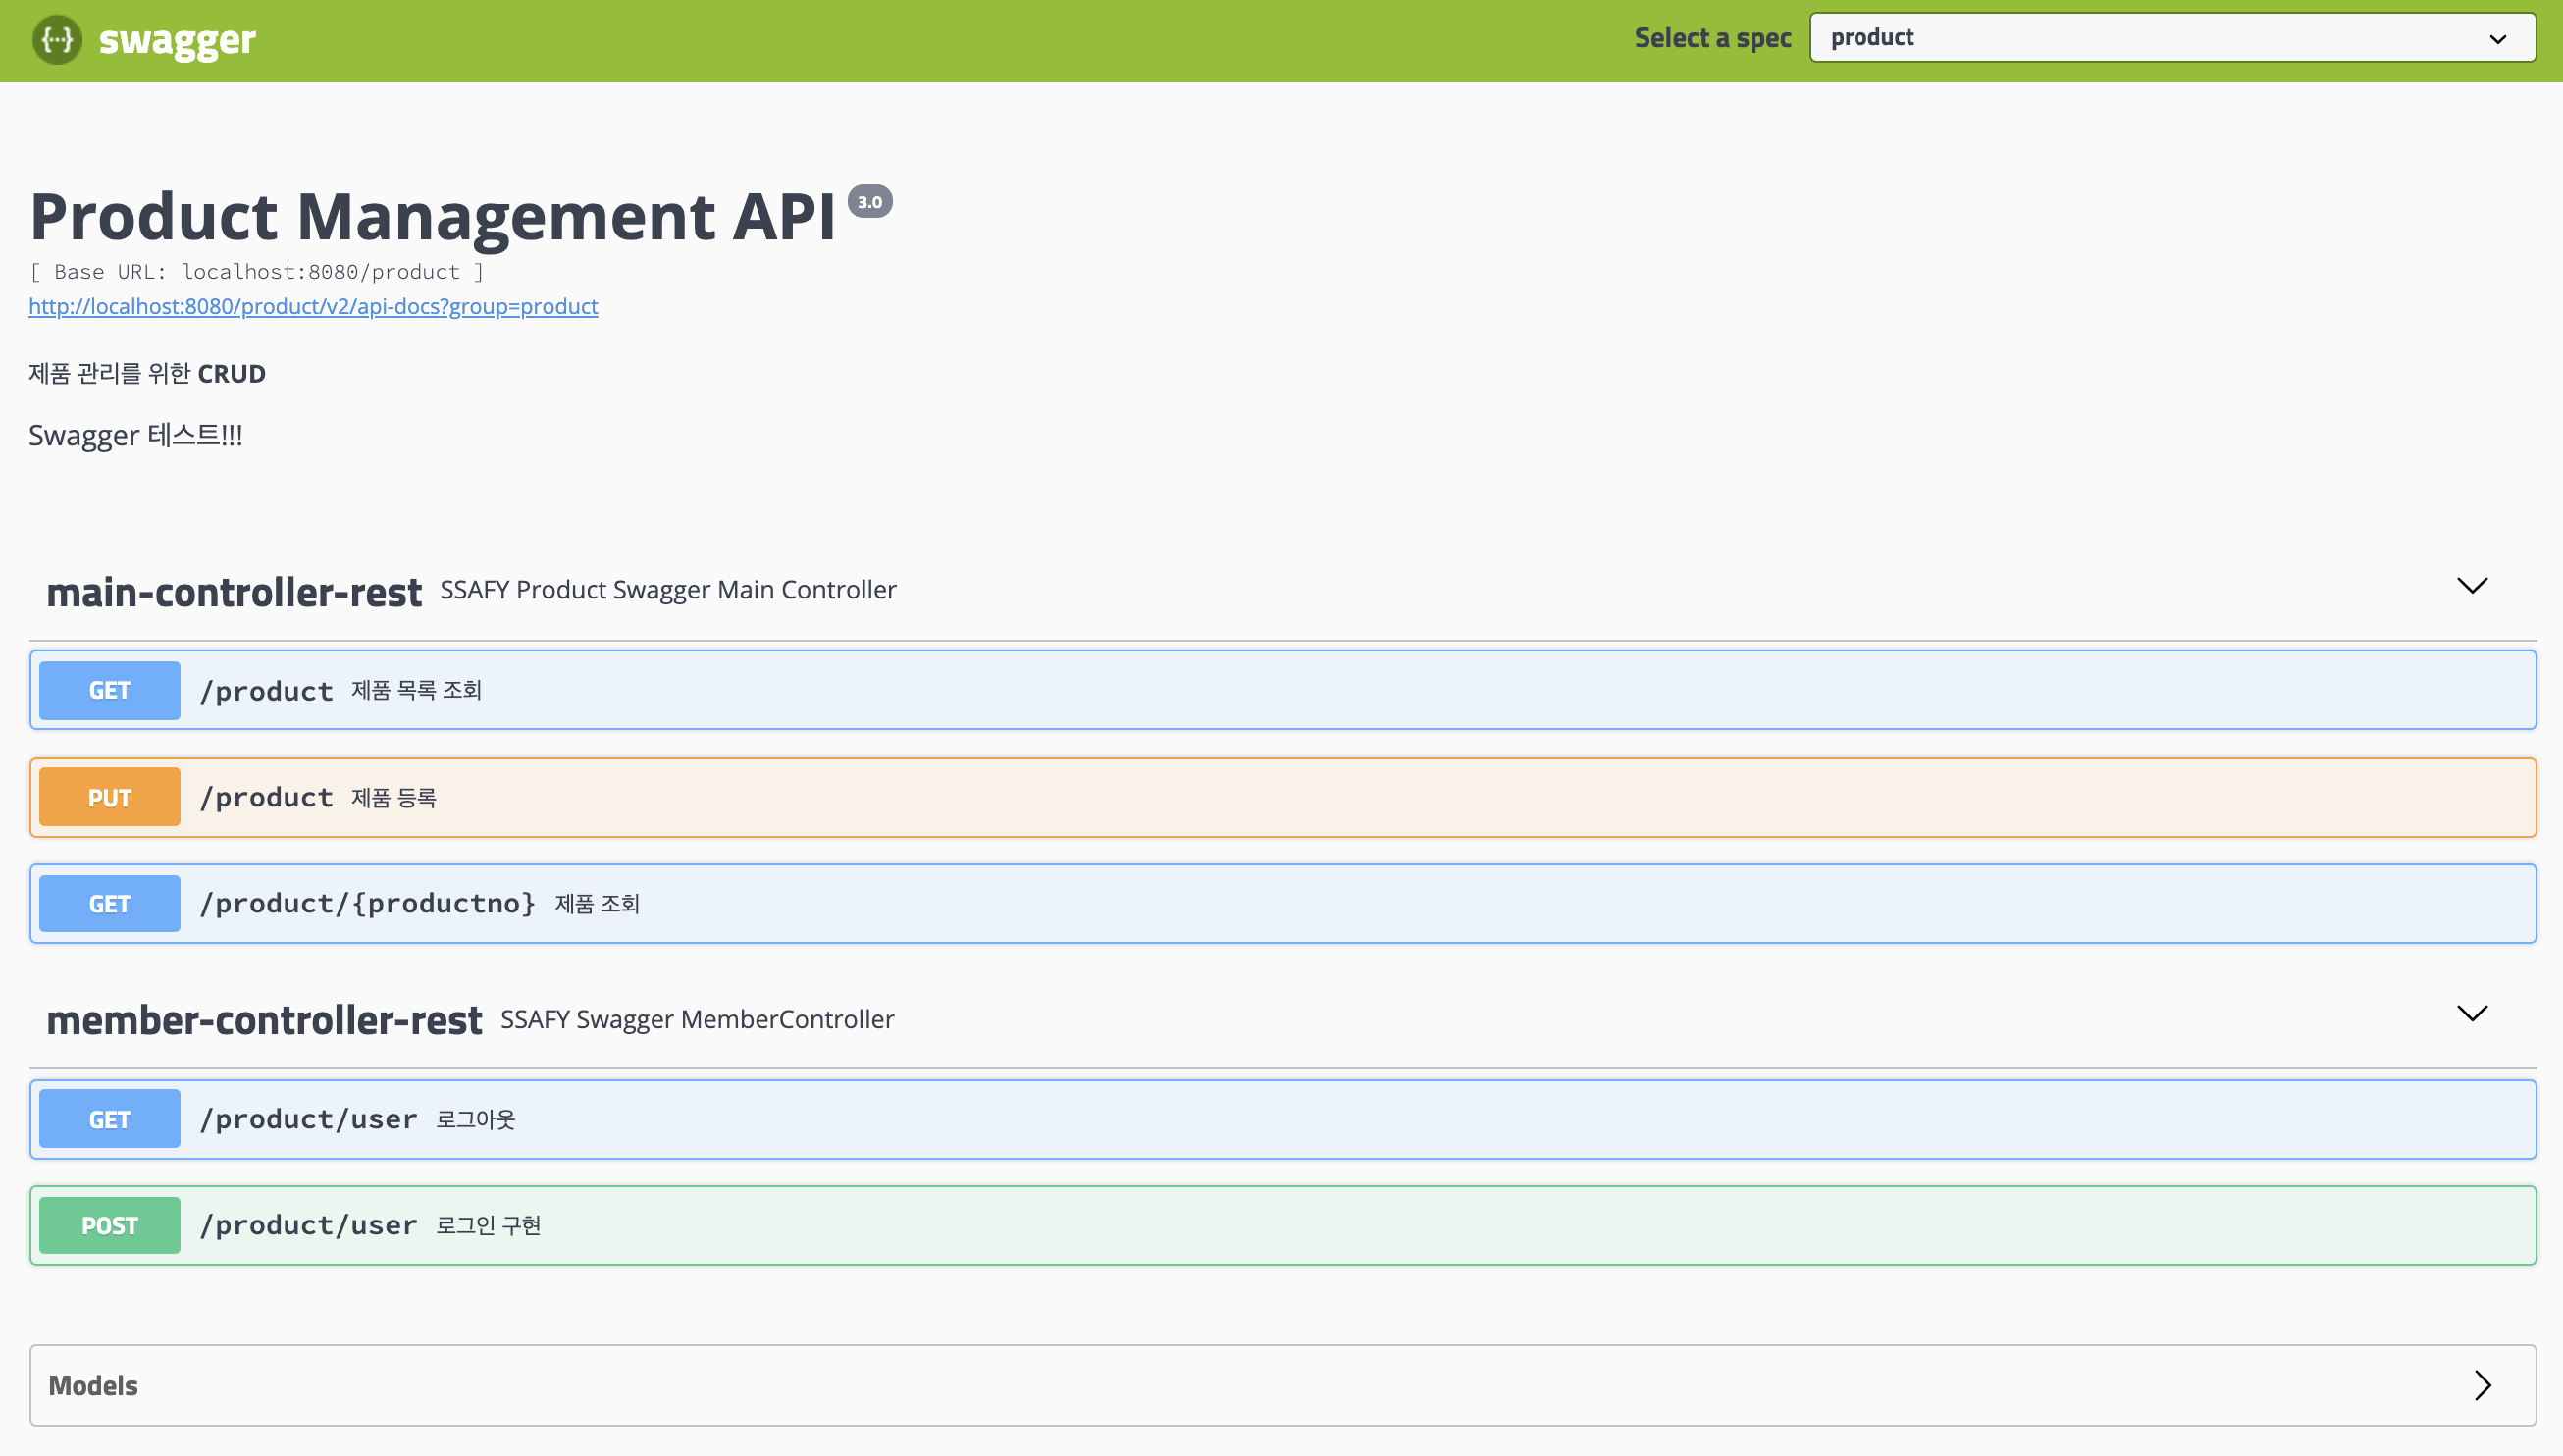 swagger
Select a spec product
Product Management API 3.0
[ Base URL: localhost:8080/product ]
http://localhost:8080/product/v2/api-docs?group=product
제품 관리를 위한 CRUD
Swagger 테스트!!!
main-controller-rest SSAFY Product Swagger Main Controller
GET /product 제품 목록 조회
PUT /product 제품 등록
GET /product/{productno} 제품 조회
member-controller-rest SSAFY Swagger MemberController
GET /product/user 로그아웃
POST /product/user 로그인 구현
Models